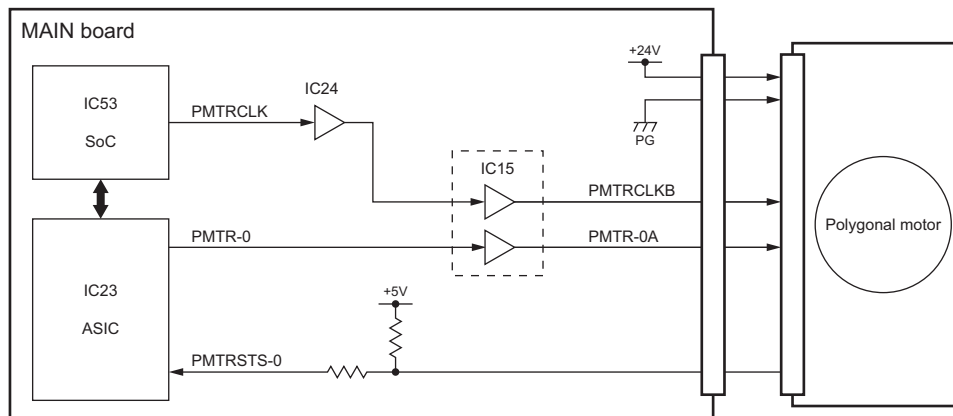 MAIN board
+24V
IC53
SoC
PMTRCLK
IC24
PG
IC15
PMTRCLKB
PMTR-0
PMTR-0A
Polygonal motor
IC23
ASIC
+5V
PMTRSTS-0